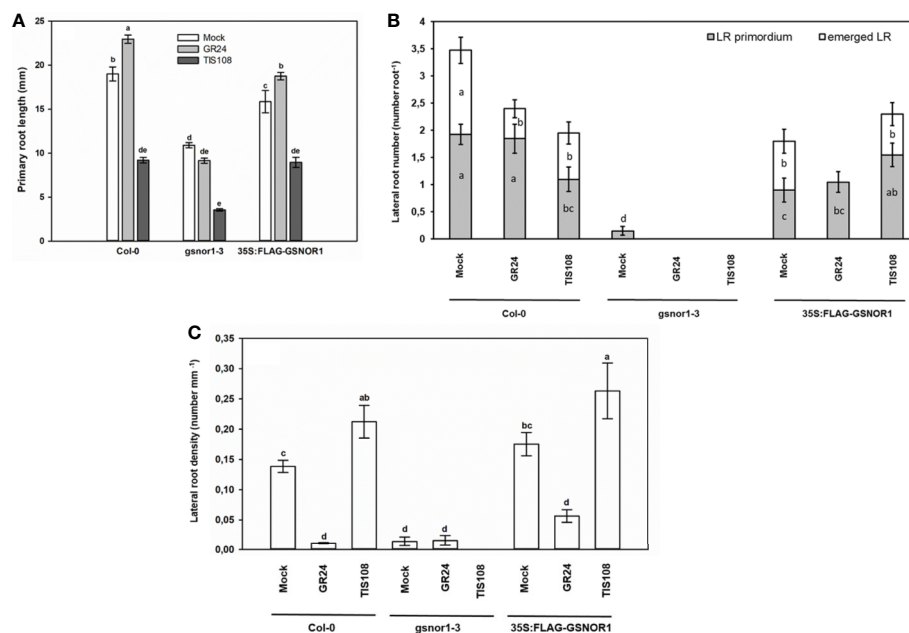 A
Primary root length (mm)
25
20
15
10
5
0
Mock
GR24
TIS108
b
a
de
d
de
e
c
b
de
Col-0
gsnor1-3
35S:FLAG-GSNOR1
B
Lateral root number (number root⁻¹)
3,5
3
2,5
2
1,5
1
0,5
0
LR primordium
emerged LR
a
a
b
a
b
bc
d
b
c
bc
b
ab
Mock
GR24
TIS108
Mock
GR24
TIS108
Mock
GR24
TIS108
Col-0
gsnor1-3
35S:FLAG-GSNOR1
C
Lateral root density (number mm⁻¹)
0,35
0,30
0,25
0,20
0,15
0,10
0,05
0,00
c
d
ab
d
d
bc
d
a
Mock
GR24
TIS108
Mock
GR24
TIS108
Mock
GR24
TIS108
Col-0
gsnor1-3
35S:FLAG-GSNOR1